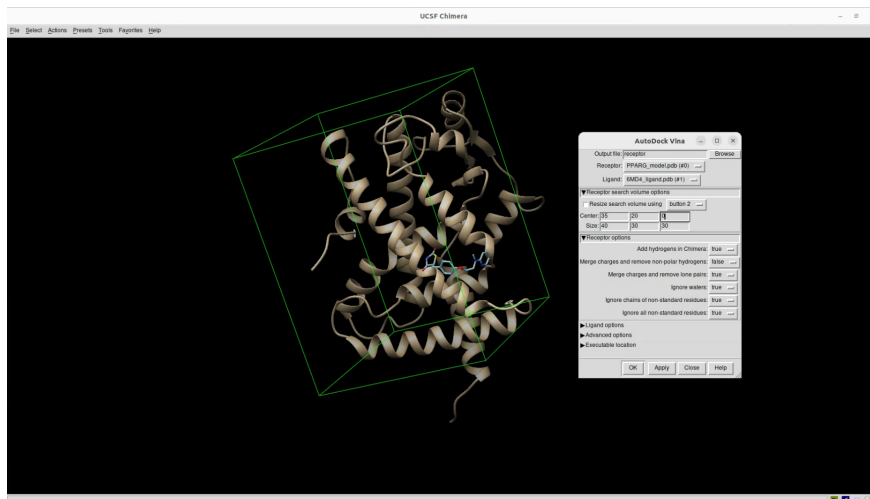 UCSF Chimera
File Select Actions Presets Tools Favorites Help
AutoDock Vina
Output file: receptor Browse
Receptor: PPARG_model.pdb (#0)
Ligand: 6MD4_ligand.pdb (#1)
Receptor search volume options
Resize search volume using button 2
Center: 35 20 0
Size: 40 30 30
Receptor options
Add hydrogens in Chimera: true
Merge charges and remove non-polar hydrogens: false
Merge charges and remove lone pairs: true
Ignore waters: true
Ignore chains of non-standard residues: true
Ignore all non-standard residues: true
Ligand options
Advanced options
Executable location
OK Apply Close Help